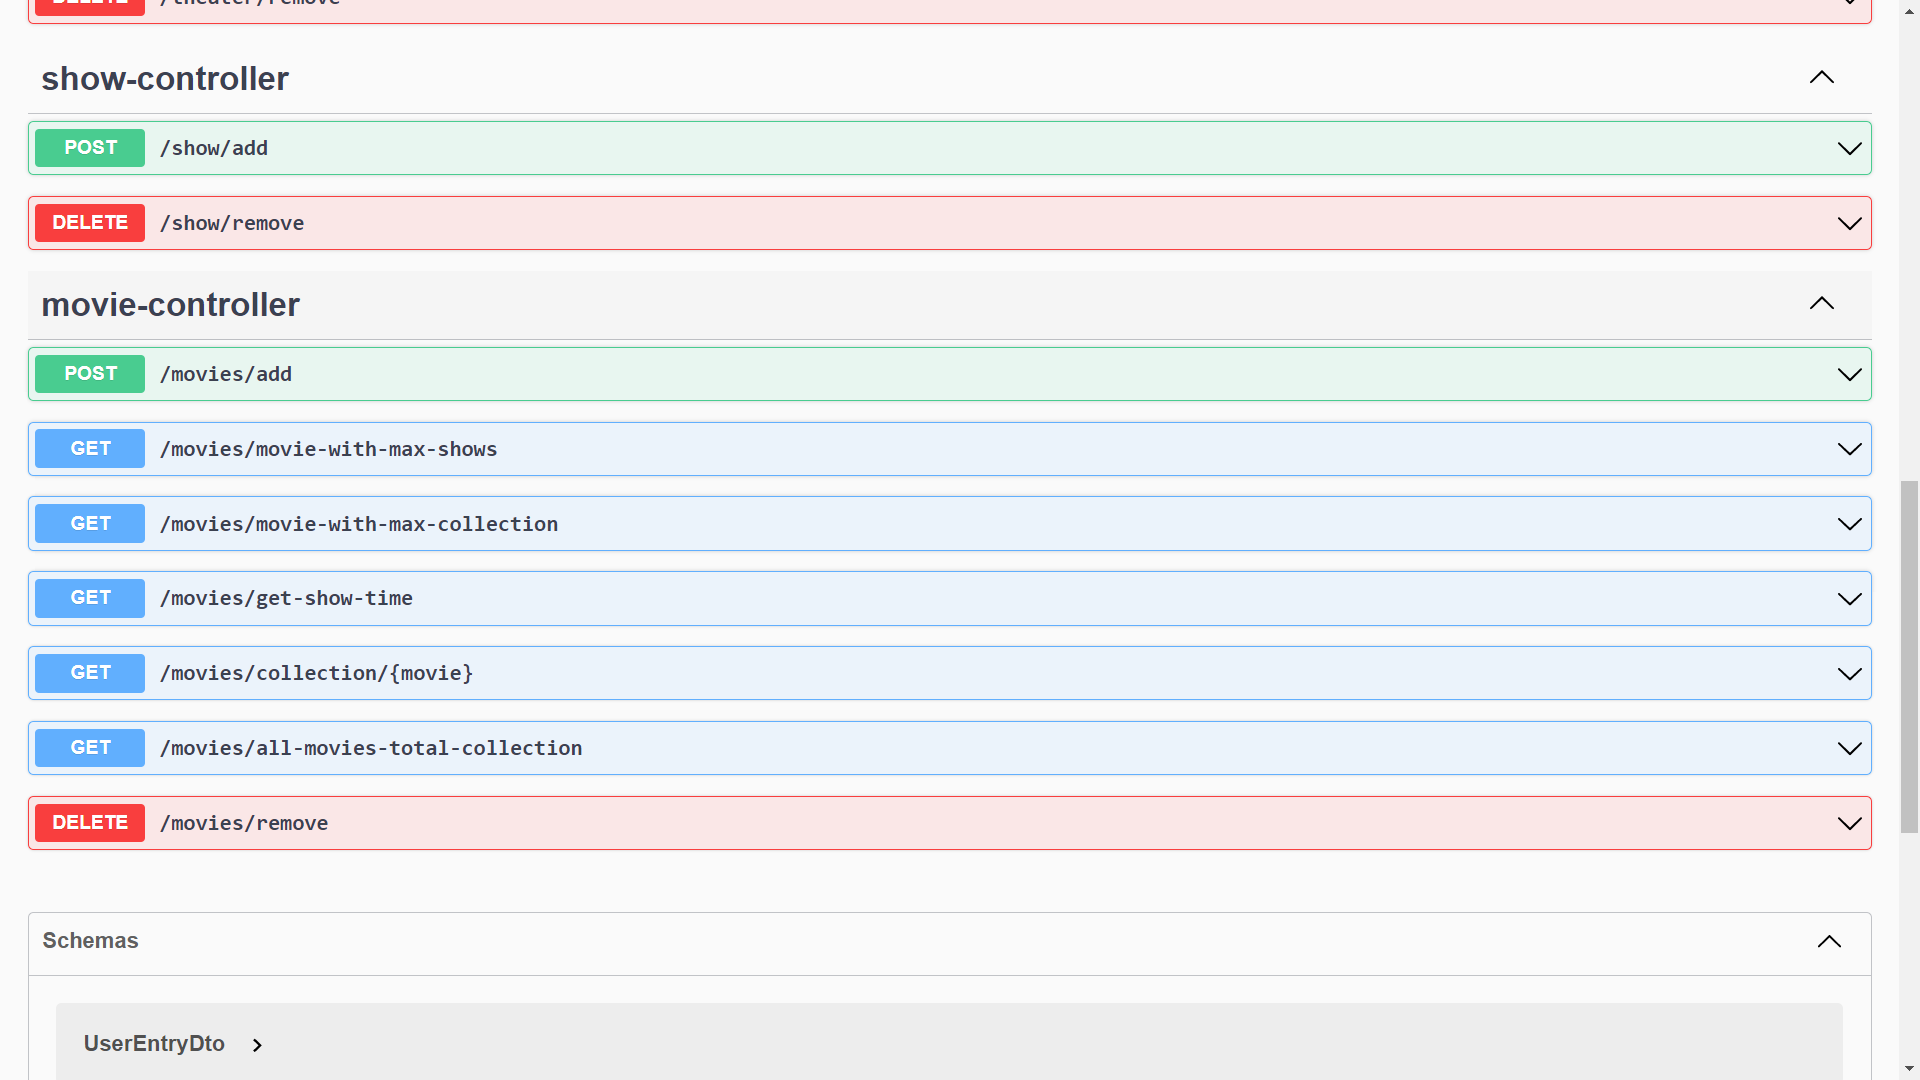 DELETE /theater/remove
show-controller
POST /show/add
DELETE /show/remove
movie-controller
POST /movies/add
GET /movies/movie-with-max-shows
GET /movies/movie-with-max-collection
GET /movies/get-show-time
GET /movies/collection/{movie}
GET /movies/all-movies-total-collection
DELETE /movies/remove
Schemas
UserEntryDto